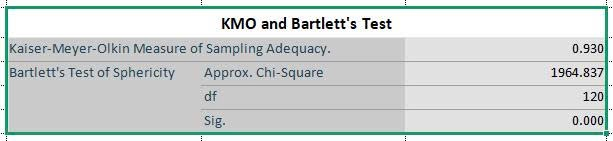 KMO and Bartlett's Test
Kaiser-Meyer-Olkin Measure of Sampling Adequacy. 0.930
Bartlett's Test of Sphericity Approx. Chi-Square 1964.837
df 120
Sig. 0.000